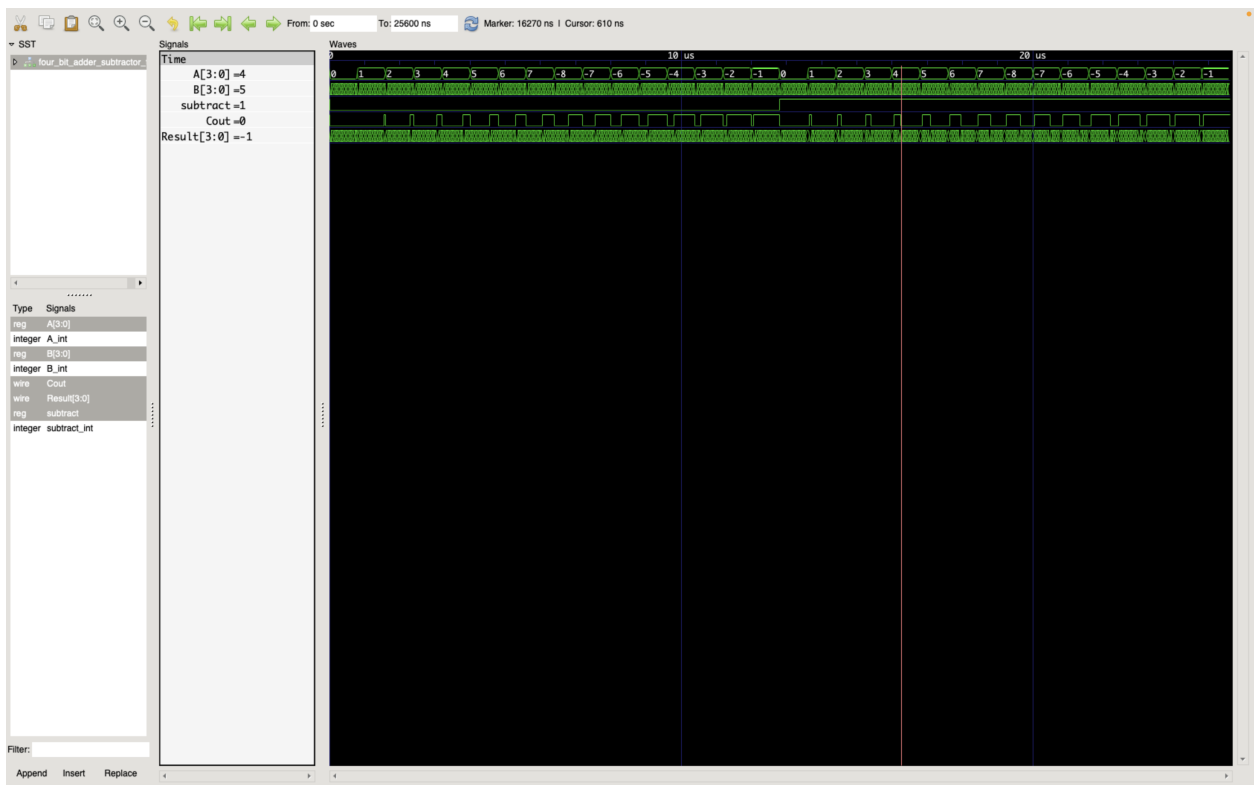 From: 0 sec To: 25600 ns Marker: 16270 ns | Cursor: 610 ns
SST
four_bit_adder_subtractor_
Type Signals
reg A[3:0]
integer A_int
reg B[3:0]
integer B_int
wire Cout
wire Result[3:0]
reg subtract
integer subtract_int
Filter:
Append Insert Replace
Signals
Time
A[3:0] =4
B[3:0] =5
subtract =1
Cout =0
Result[3:0] =-1
Waves
0 10 us 20 us
0 1 2 3 4 5 6 7 -8 -7 -6 -5 -4 -3 -2 -1 0 1 2 3 4 5 6 7 -8 -7 -6 -5 -4 -3 -2 -1